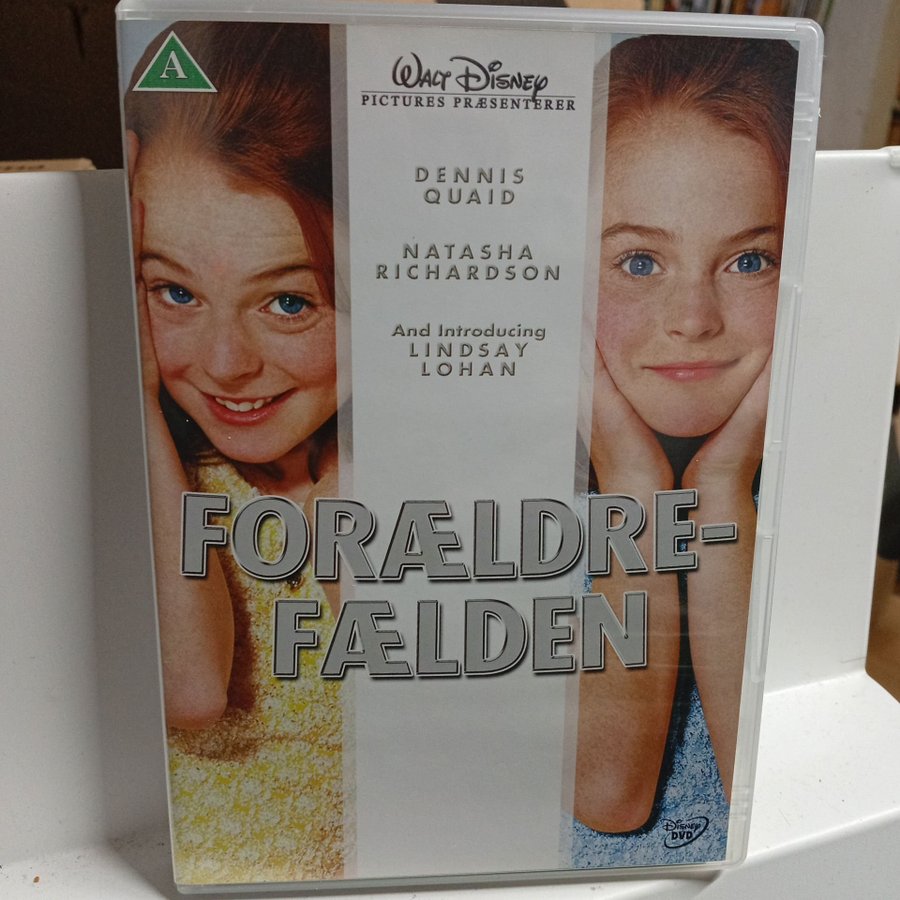 A
WALT DISNEY
PICTURES PRÆSENTERER
DENNIS
QUAID
NATASHA
RICHARDSON
And Introducing
LINDSAY
LOHAN
FORÆLDRE-
FÆLDEN
Disney
DVD